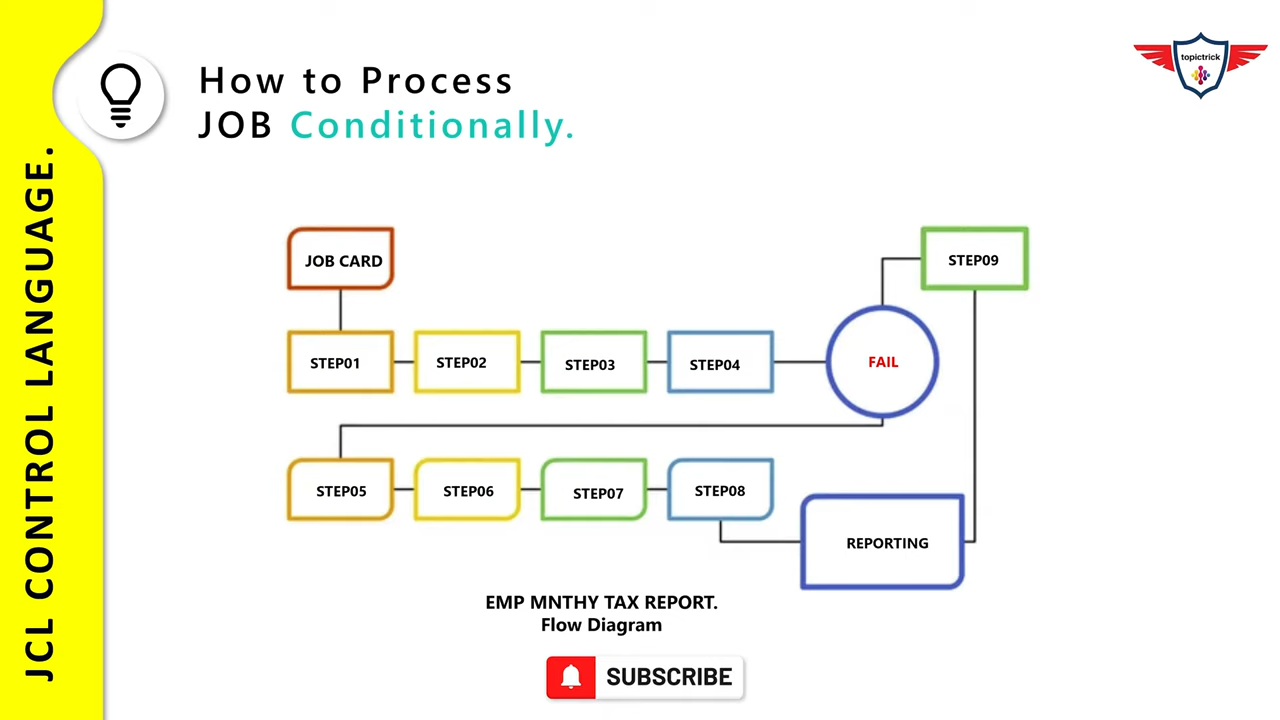 How to Process
JOB Conditionally.
topictrick
JCL CONTROL LANGUAGE.
JOB CARD
STEP09
STEP01
STEP02
STEP03
STEP04
FAIL
STEP05
STEP06
STEP07
STEP08
REPORTING
EMP MNTHY TAX REPORT.
Flow Diagram
SUBSCRIBE